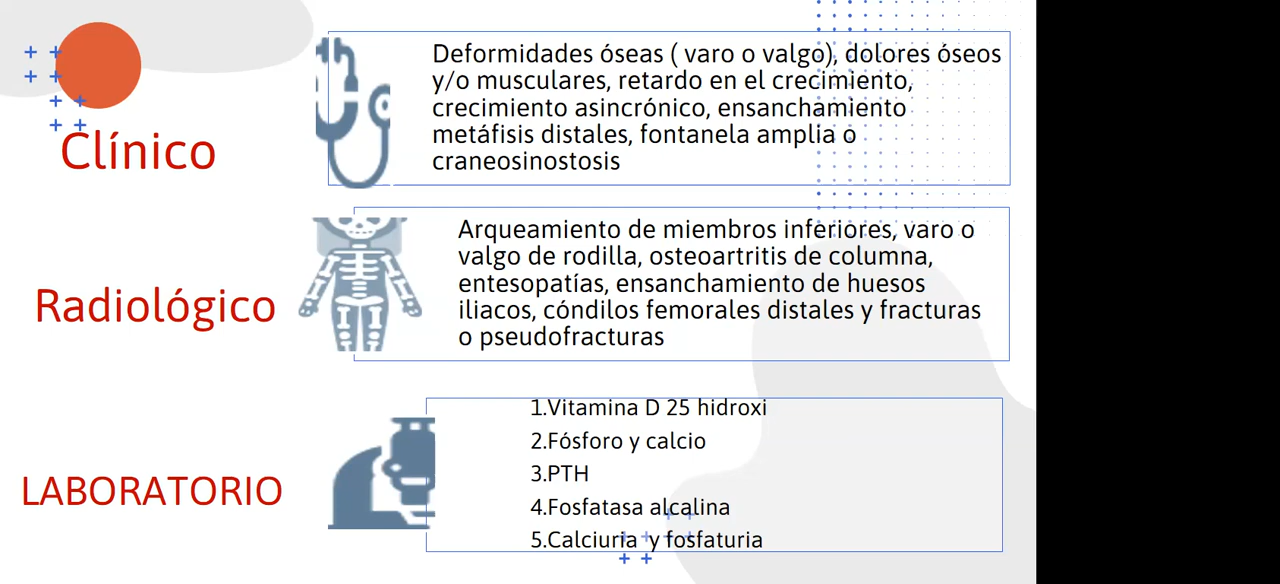 Clínico
Deformidades óseas ( varo o valgo), dolores óseos
y/o musculares, retardo en el crecimiento,
crecimiento asincrónico, ensanchamiento
metáfisis distales, fontanela amplia o
craneosinostosis
Radiológico
Arqueamiento de miembros inferiores, varo o
valgo de rodilla, osteoartritis de columna,
entesopatías, ensanchamiento de huesos
iliacos, cóndilos femorales distales y fracturas
o pseudofracturas
LABORATORIO
1.Vitamina D 25 hidroxi
2.Fósforo y calcio
3.PTH
4.Fosfatasa alcalina
5.Calciuria y fosfaturia